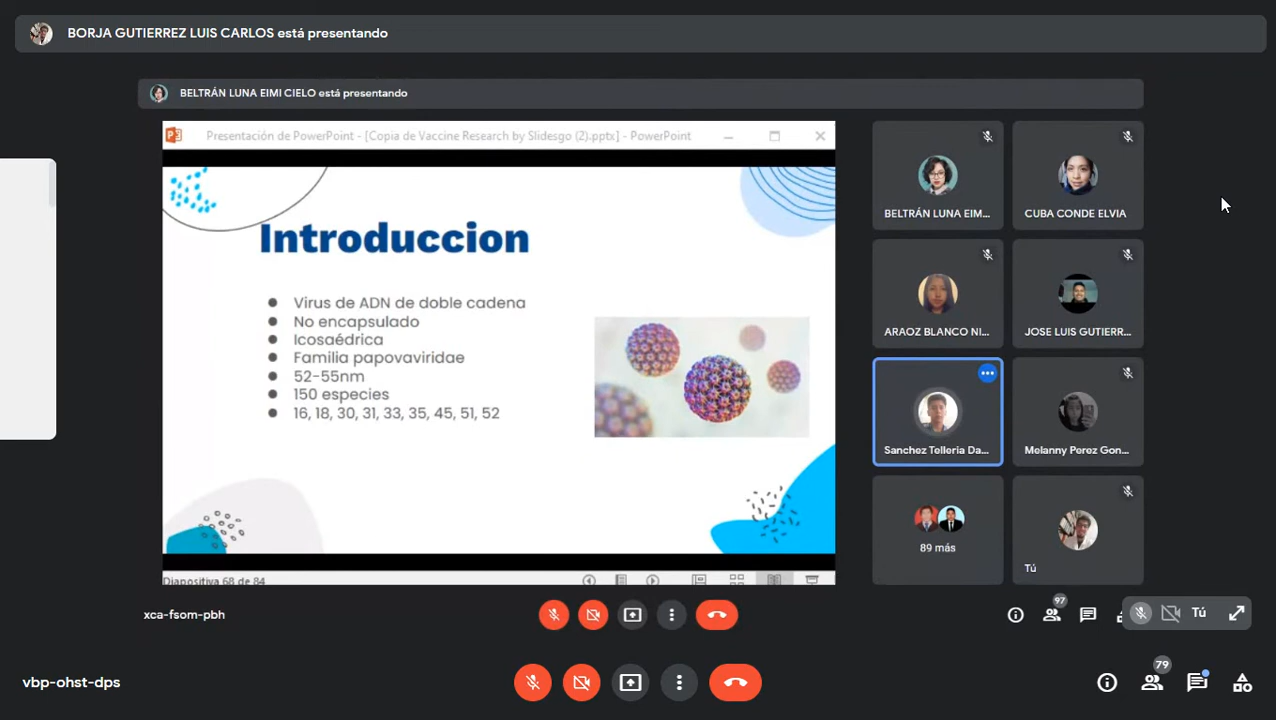 BORJA GUTIERREZ LUIS CARLOS está presentando
BELTRÁN LUNA EIMI CIELO está presentando
Presentación de PowerPoint - [Copia de Vaccine Research by Slidesgo (2).pptx] - PowerPoint
Introduccion
Virus de ADN de doble cadena
No encapsulado
Icosaédrica
Familia papovaviridae
52-55nm
150 especies
16, 18, 30, 31, 33, 35, 45, 51, 52
Diapositiva 68 de 84
BELTRÁN LUNA EIM...
CUBA CONDE ELVIA
ARAOZ BLANCO NI...
JOSE LUIS GUTIERR...
Sanchez Telleria Da...
Melanny Perez Gon...
89 más
Tú
xca-fsom-pbh
97
Tú
vbp-ohst-dps
79